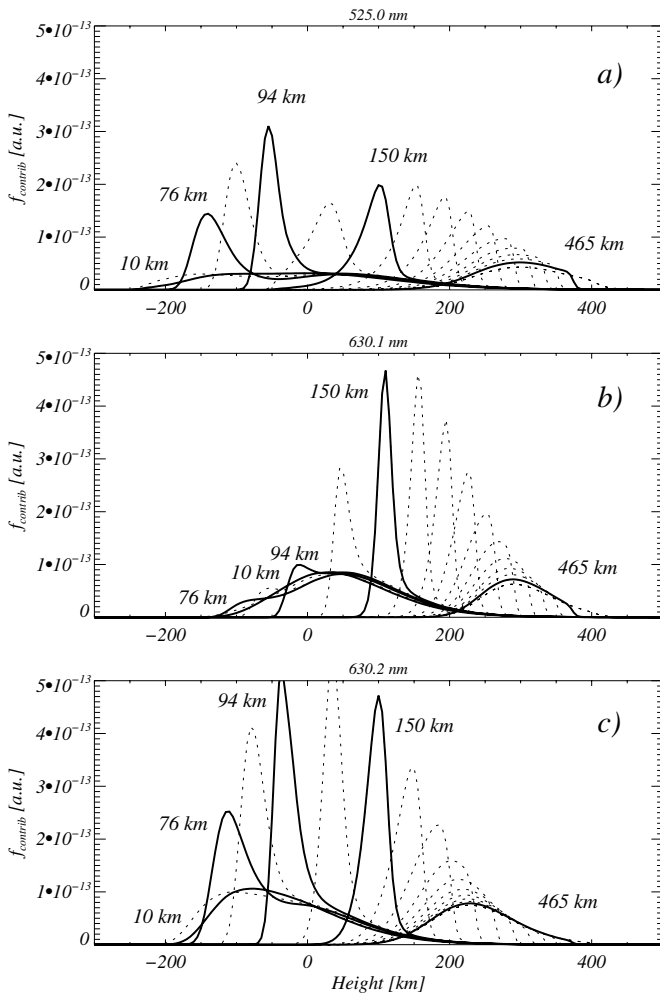 525.0 nm
5•10⁻¹³
a)
94 km
4•10⁻¹³
3•10⁻¹³
150 km
2•10⁻¹³
76 km
1•10⁻¹³
465 km
10 km
0
f_contrib [a.u.]
−200 0 200 400
630.1 nm
5•10⁻¹³
150 km
b)
4•10⁻¹³
3•10⁻¹³
2•10⁻¹³
1•10⁻¹³
94 km
10 km
465 km
76 km
0
f_contrib [a.u.]
−200 0 200 400
630.2 nm
5•10⁻¹³
94 km
c)
150 km
4•10⁻¹³
3•10⁻¹³
2•10⁻¹³
76 km
1•10⁻¹³
10 km
465 km
0
f_contrib [a.u.]
−200 0 200 400
Height [km]